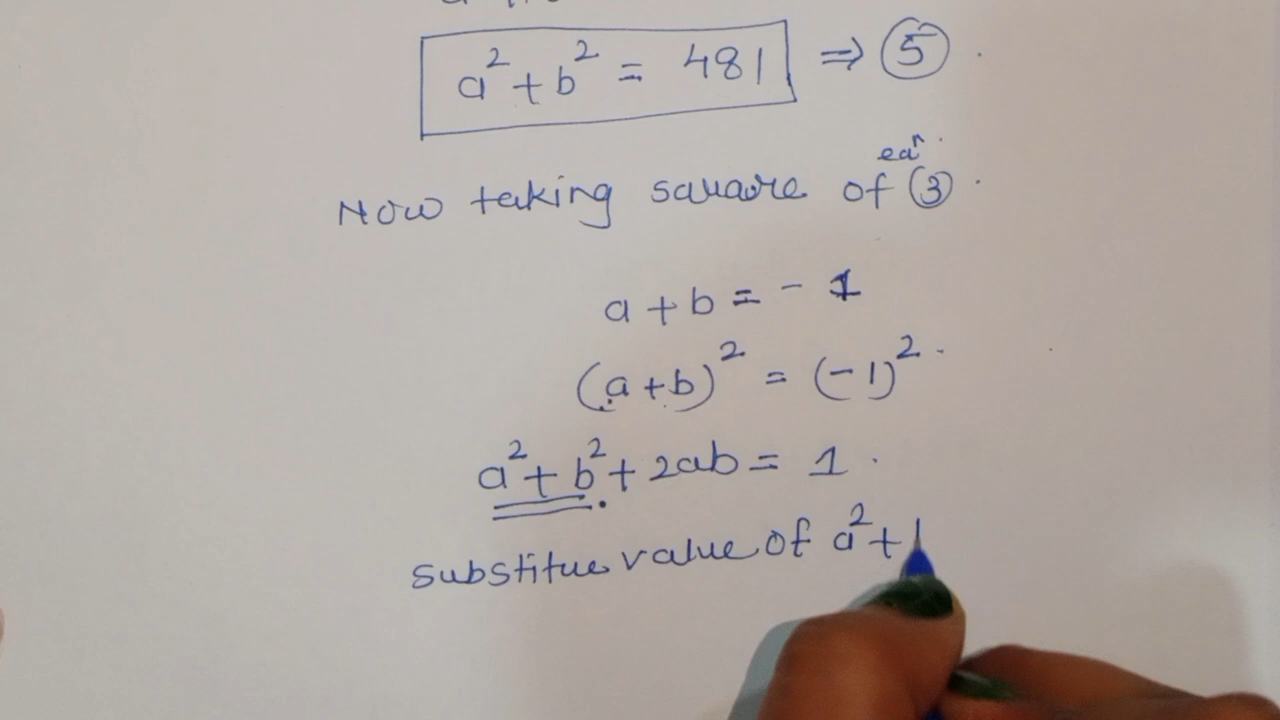 a² + b² = 481 ⇒ ⑤ .
eqⁿ .
Now taking square of ③ .
a + b = - 1
(a + b)² = (-1)² .
a² + b² + 2ab = 1 .
substitue value of a² +